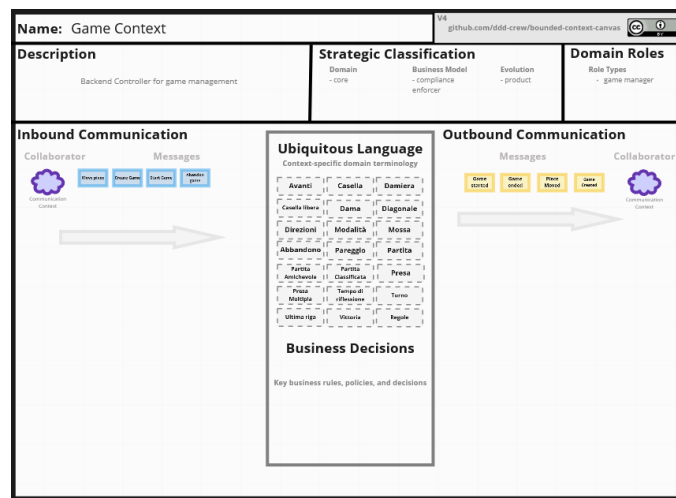 Name: Game Context
V4
github.com/ddd-crew/bounded-context-canvas
cc
BY
Description
Backend Controller for game management
Strategic Classification
Domain
- core
Business Model
- compliance
enforcer
Evolution
- product
Domain Roles
Role Types
- game manager
Inbound Communication
Collaborator
Messages
Communication
Context
Move piece
Create Game
Start Game
Abandon
game
Ubiquitous Language
Context-specific domain terminology
Avanti
Casella
Damiera
Casella libera
Dama
Diagonale
Direzioni
Modalità
Mossa
Abbandono
Pareggio
Partita
Partita
Amichevole
Partita
Classificata
Presa
Presa
Multipla
Tempo di
riflessione
Turno
Ultima riga
Vittoria
Regole
Business Decisions
Key business rules, policies, and decisions
Outbound Communication
Messages
Collaborator
Game
started
Game
ended
Piece
Moved
Game
Created
Communication
Context